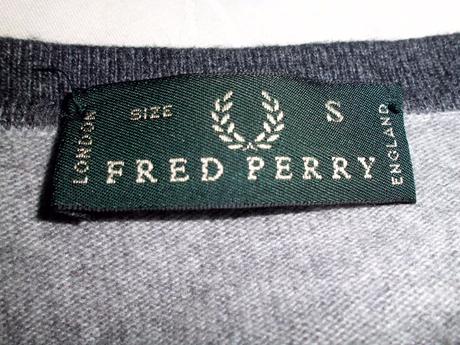 SIZE S
FRED PERRY
LONDON
ENGLAND